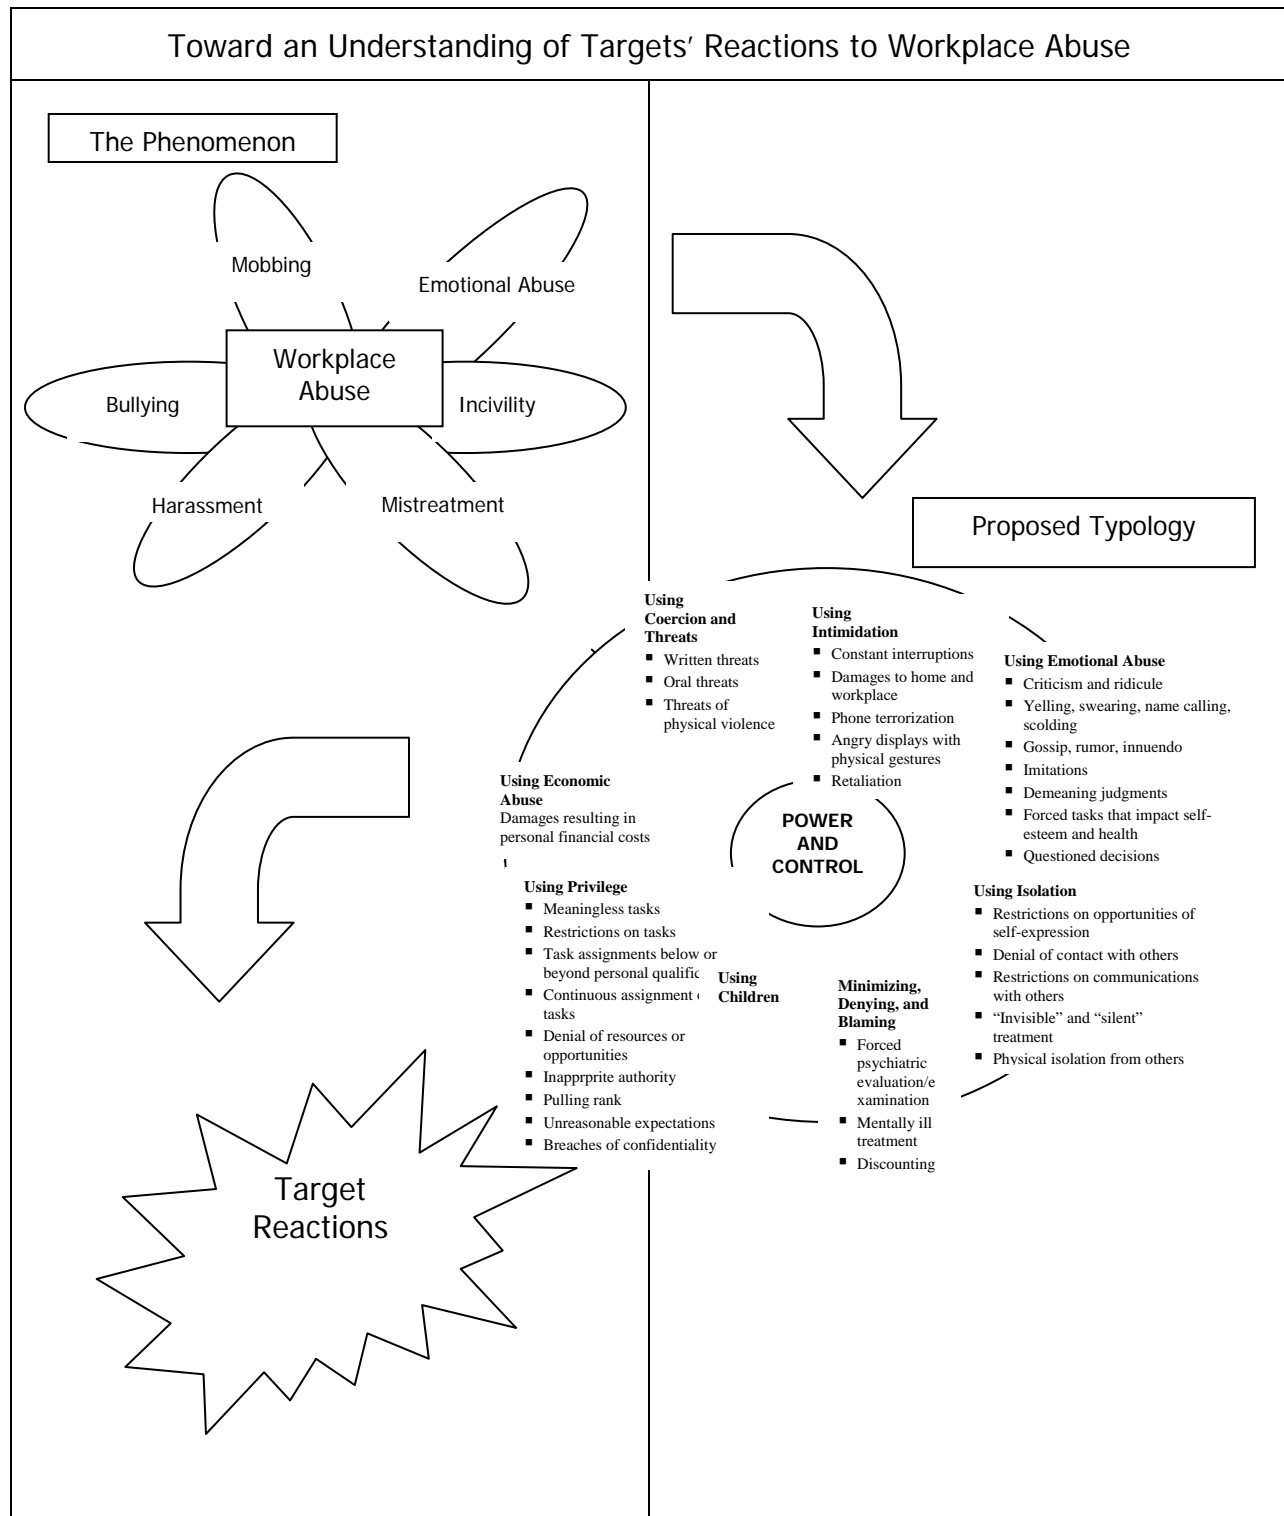 Toward an Understanding of Targets' Reactions to Workplace Abuse
The Phenomenon
Mobbing
Emotional Abuse
Workplace
Abuse
Bullying
Incivility
Harassment
Mistreatment
Proposed Typology
Using
Coercion and
Threats
▪ Written threats
▪ Oral threats
▪ Threats of
physical violence
Using
Intimidation
▪ Constant interruptions
▪ Damages to home and
workplace
▪ Phone terrorization
▪ Angry displays with
physical gestures
▪ Retaliation
Using Emotional Abuse
▪ Criticism and ridicule
▪ Yelling, swearing, name calling,
scolding
▪ Gossip, rumor, innuendo
▪ Imitations
▪ Demeaning judgments
▪ Forced tasks that impact self-
esteem and health
▪ Questioned decisions
Using Economic
Abuse
Damages resulting in
personal financial costs
POWER
AND
CONTROL
Using Privilege
▪ Meaningless tasks
▪ Restrictions on tasks
▪ Task assignments below or
beyond personal
▪ Continuous assignment
tasks
▪ Denial of resources or
opportunities
▪ Inapprprite authority
▪ Pulling rank
▪ Unreasonable expectations
▪ Breaches of confidentiality
Using
Children
Minimizing,
Denying, and
Blaming
▪ Forced
psychiatric
evaluation/e
xamination
▪ Mentally ill
treatment
▪ Discounting
Using Isolation
▪ Restrictions on opportunities of
self-expression
▪ Denial of contact with others
▪ Restrictions on communications
with others
▪ “Invisible” and “silent”
treatment
▪ Physical isolation from others
Target
Reactions